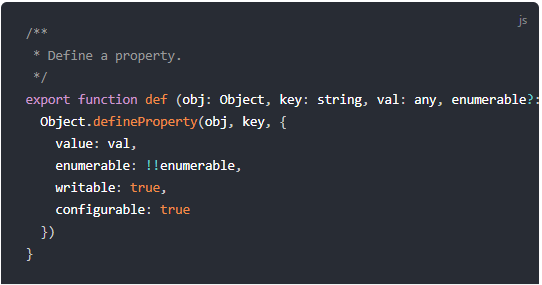 js
/**
 * Define a property.
 */
export function def (obj: Object, key: string, val: any, enumerable?:
  Object.defineProperty(obj, key, {
    value: val,
    enumerable: !!enumerable,
    writable: true,
    configurable: true
  })
}